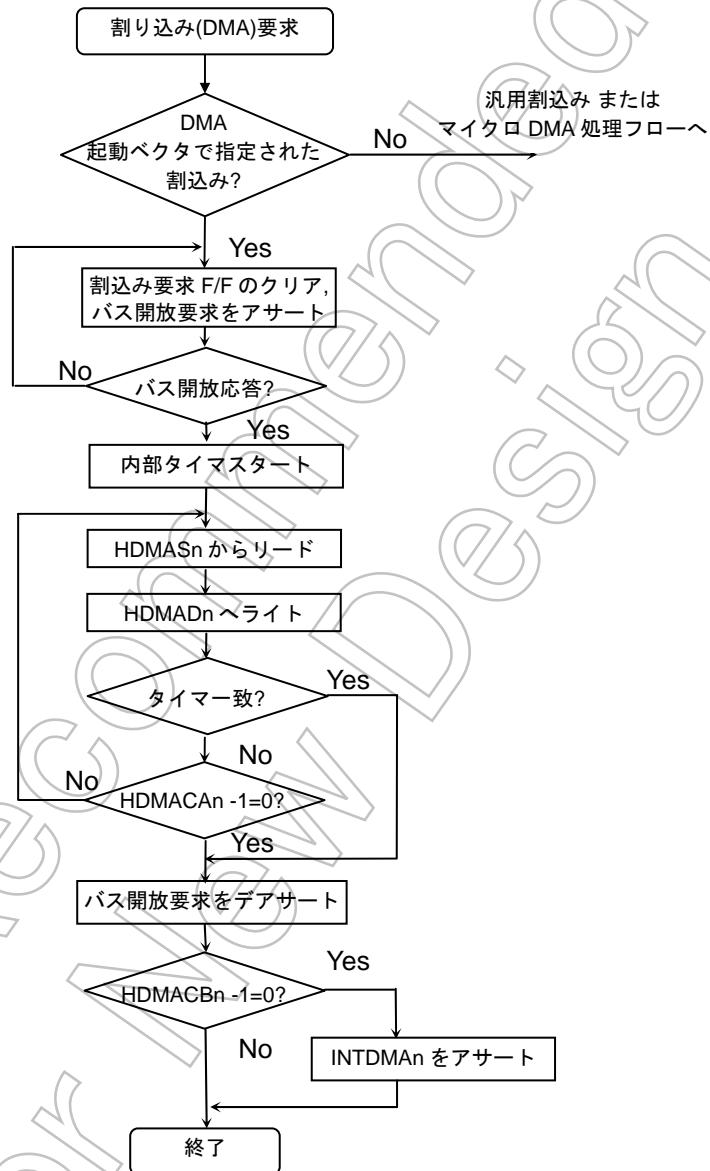 割り込み(DMA)要求
DMA
起動ベクタで指定された
割込み?
No
汎用割込み または
マイクロ DMA 処理フローへ
Yes
割込み要求 F/F のクリア,
バス開放要求をアサート
No
バス開放応答?
Yes
内部タイマスタート
HDMASn からリード
HDMADn へライト
タイマー致?
Yes
No
No
HDMACAn -1=0?
Yes
バス開放要求をデアサート
Yes
HDMACBn -1=0?
No
INTDMAn をアサート
終了
Recommended
for New Design